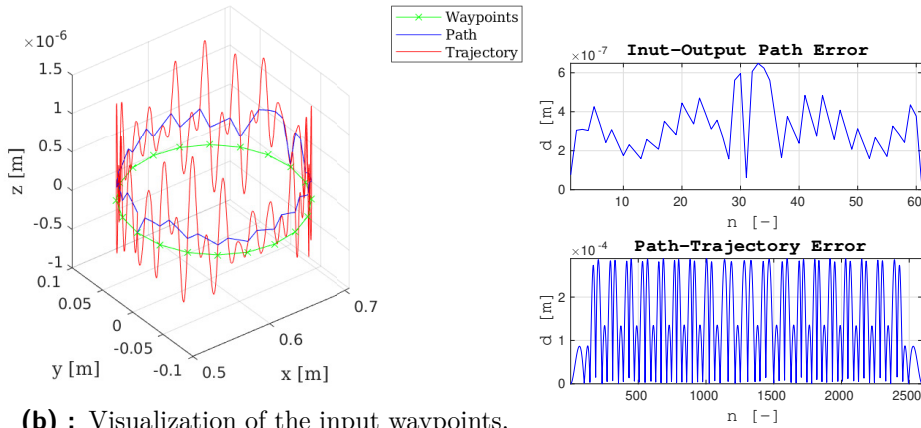 Waypoints
Path
Trajectory
×10⁻⁶
1.5
1
0.5
0
-0.5
-1
z [m]
0.1
0.05
0
-0.05
-0.1
y [m]
0.5
0.6
0.7
x [m]
Inut-Output Path Error
×10⁻⁷
6
4
2
0
d [m]
10
20
30
40
50
60
n [-]
Path-Trajectory Error
×10⁻⁴
2
1
0
d [m]
500
1000
1500
2000
2500
n [-]
(b) : Visualization of the input waypoints,